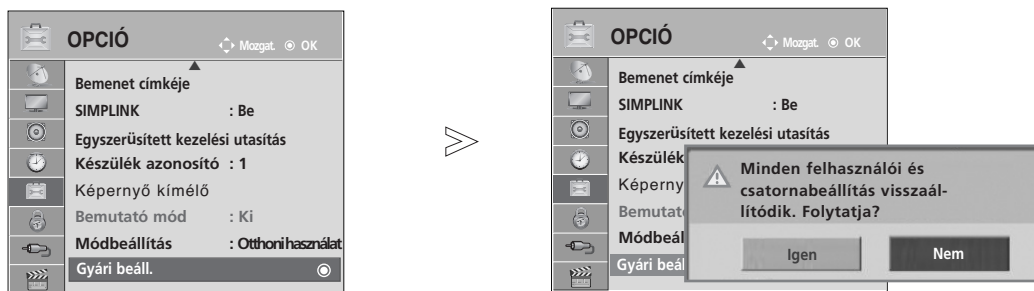 OPCIÓ
Mozgat. OK
Bemenet címkéje
SIMPLINK : Be
Egyszerűsített kezelési utasítás
Készülék azonosító : 1
Képernyő kímélő
Bemutató mód : Ki
Módbeállítás : Otthoni használat
Gyári beáll.
OPCIÓ
Mozgat. OK
Bemenet címkéje
SIMPLINK : Be
Egyszerűsített kezelési utasítás
Készülék
Képerny
Bemutat
Módbeál
Gyári beál
Minden felhasználói és
csatornabeállítás visszaál-
lítódik. Folytatja?
Igen
Nem